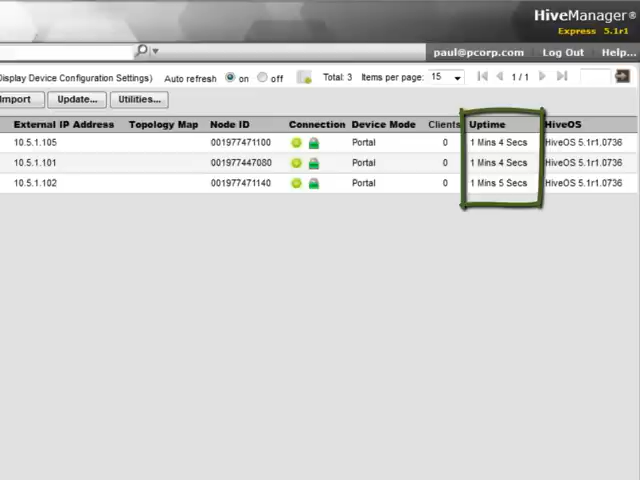 HiveManager®
Express 5.1r1
paul@pcorp.com Log Out Help...
Display Device Configuration Settings) Auto refresh on off Total: 3 Items per page: 15 1 / 1
Import Update... Utilities...
External IP Address Topology Map Node ID Connection Device Mode Clients Uptime HiveOS
10.5.1.105 001977471100 Portal 0 1 Mins 4 Secs HiveOS 5.1r1.0736
10.5.1.101 001977447080 Portal 0 1 Mins 4 Secs HiveOS 5.1r1.0736
10.5.1.102 001977471140 Portal 0 1 Mins 5 Secs HiveOS 5.1r1.0736